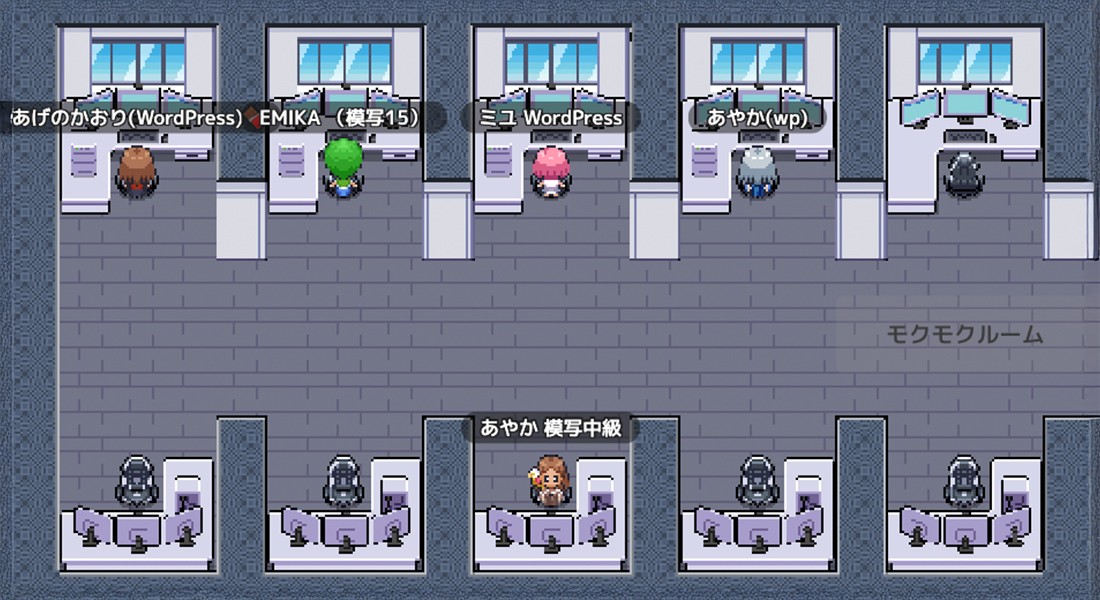 あげのかおり(WordPress)
EMIKA （模写15）
ミユ WordPress
あやか(wp)
モクモクルーム
あやか 模写中級